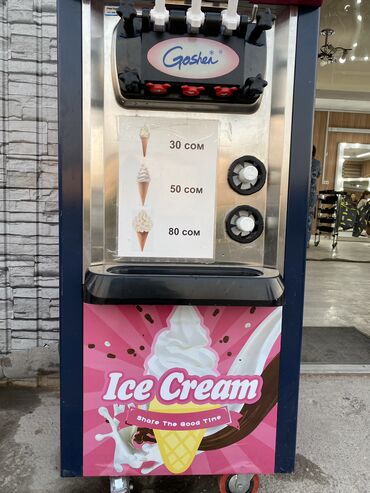 Goshen
30 сом
50 сом
80 сом
Ice Cream
Share The Good Time